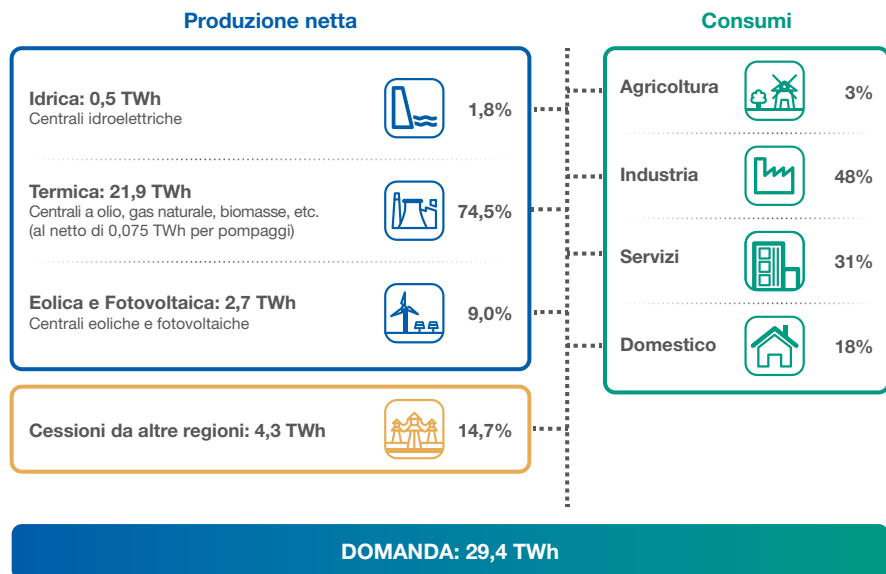 Produzione netta
Idrica: 0,5 TWh
Centrali idroelettriche
1,8%
Termica: 21,9 TWh
Centrali a olio, gas naturale, biomasse, etc.
(al netto di 0,075 TWh per pompaggi)
74,5%
Eolica e Fotovoltaica: 2,7 TWh
Centrali eoliche e fotovoltaiche
9,0%
Cessioni da altre regioni: 4,3 TWh
14,7%
Consumi
Agricoltura
3%
Industria
48%
Servizi
31%
Domestico
18%
DOMANDA: 29,4 TWh